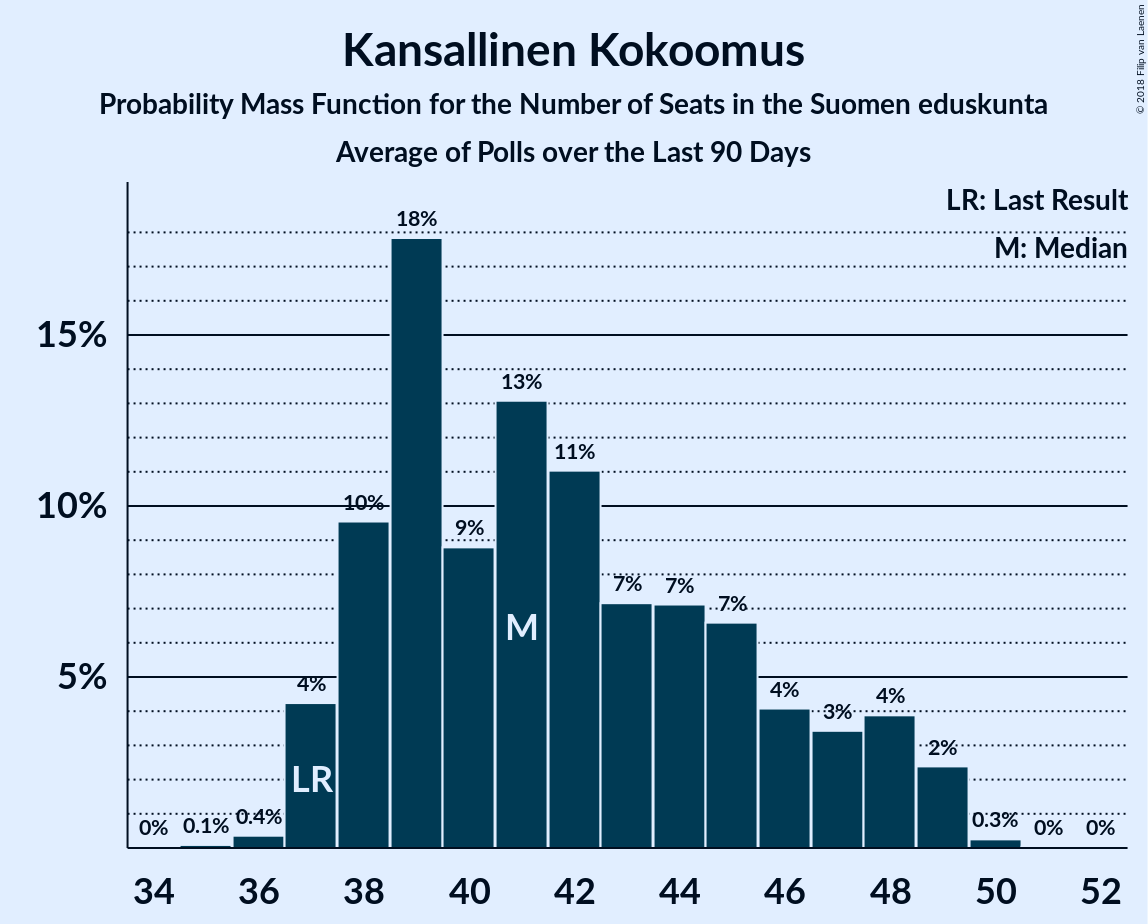 Kansallinen Kokoomus
Probability Mass Function for the Number of Seats in the Suomen eduskunta
Average of Polls over the Last 90 Days
© 2018 Filip van Laenen
LR: Last Result
M: Median
15%
10%
5%
0%
0.1%
0.4%
4%
10%
18%
9%
13%
11%
7%
7%
7%
4%
3%
4%
2%
0.3%
0%
0%
LR
M
34 36 38 40 42 44 46 48 50 52